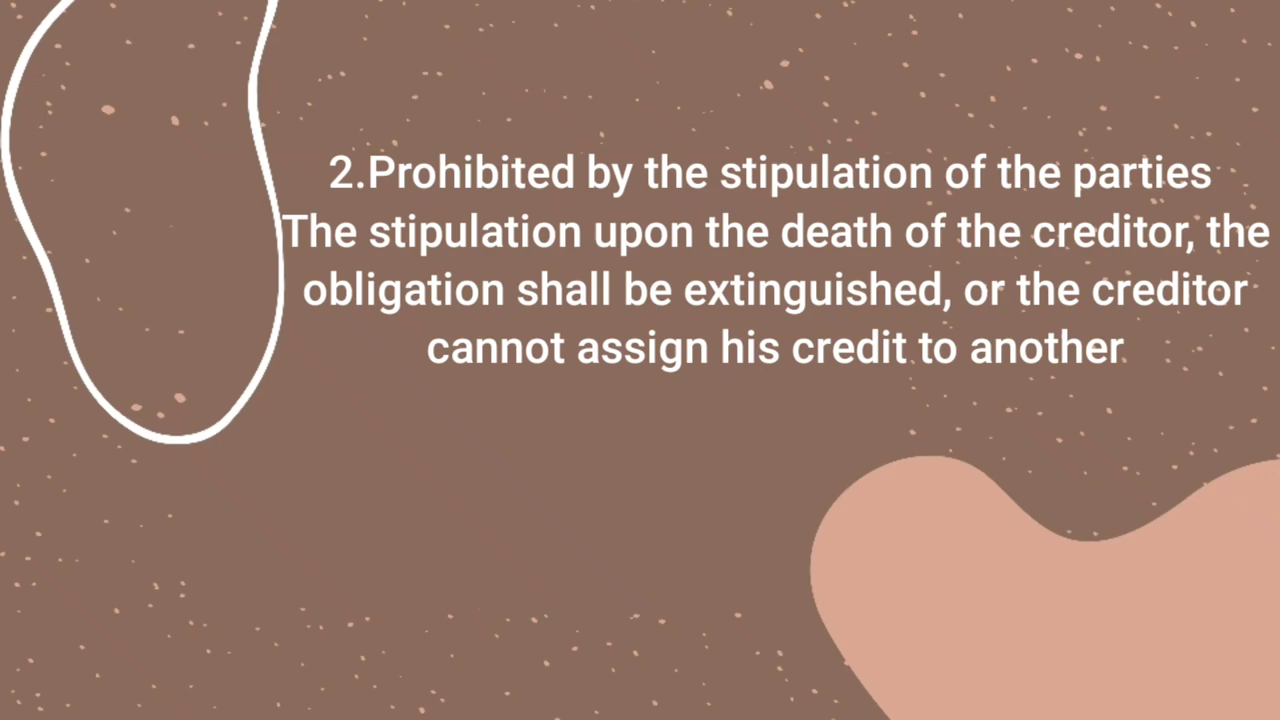 2.Prohibited by the stipulation of the parties
The stipulation upon the death of the creditor, the
obligation shall be extinguished, or the creditor
cannot assign his credit to another